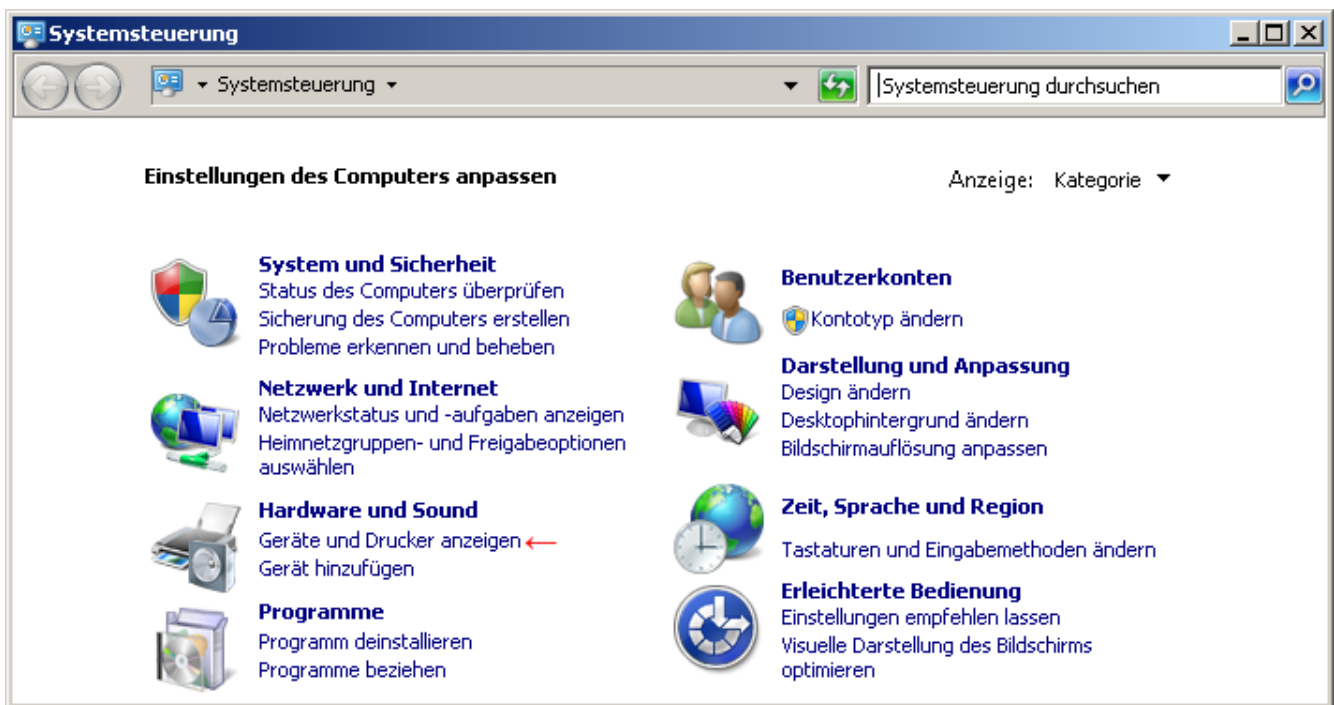 Systemsteuerung
Systemsteuerung
Systemsteuerung durchsuchen
Einstellungen des Computers anpassen
Anzeige: Kategorie
System und Sicherheit
Status des Computers überprüfen
Sicherung des Computers erstellen
Probleme erkennen und beheben
Netzwerk und Internet
Netzwerkstatus und -aufgaben anzeigen
Heimnetzgruppen- und Freigabeoptionen
auswählen
Hardware und Sound
Geräte und Drucker anzeigen
Gerät hinzufügen
Programme
Programm deinstallieren
Programme beziehen
Benutzerkonten
Kontotyp ändern
Darstellung und Anpassung
Design ändern
Desktophintergrund ändern
Bildschirmauflösung anpassen
Zeit, Sprache und Region
Tastaturen und Eingabemethoden ändern
Erleichterte Bedienung
Einstellungen empfehlen lassen
Visuelle Darstellung des Bildschirms
optimieren